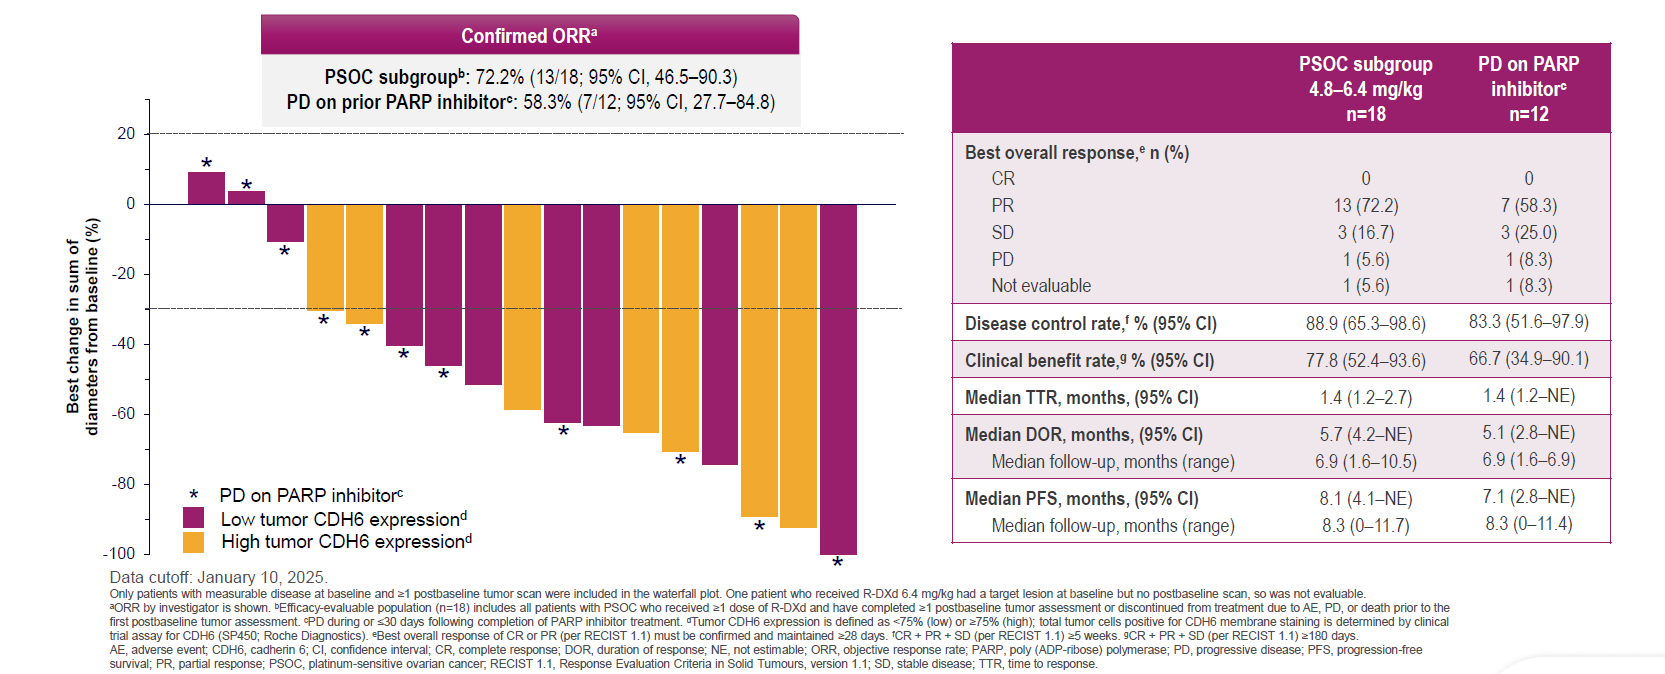 Confirmed ORRᵃ
PSOC subgroupᵇ: 72.2% (13/18; 95% CI, 46.5–90.3)
PD on prior PARP inhibitorᶜ: 58.3% (7/12; 95% CI, 27.7–84.8)
Best change in sum of
diameters from baseline (%)
20
0
-20
-40
-60
-80
-100
* * * * * * * * * * *
* PD on PARP inhibitorᶜ
Low tumor CDH6 expressionᵈ
High tumor CDH6 expressionᵈ
PSOC subgroup 4.8–6.4 mg/kg n=18 PD on PARP inhibitorᶜ n=12
Best overall response,ᵉ n (%)
CR 0 0
PR 13 (72.2) 7 (58.3)
SD 3 (16.7) 3 (25.0)
PD 1 (5.6) 1 (8.3)
Not evaluable 1 (5.6) 1 (8.3)
Disease control rate,ᶠ % (95% CI) 88.9 (65.3–98.6) 83.3 (51.6–97.9)
Clinical benefit rate,ᵍ % (95% CI) 77.8 (52.4–93.6) 66.7 (34.9–90.1)
Median TTR, months, (95% CI) 1.4 (1.2–2.7) 1.4 (1.2–NE)
Median DOR, months, (95% CI) 5.7 (4.2–NE) 5.1 (2.8–NE)
Median follow-up, months (range) 6.9 (1.6–10.5) 6.9 (1.6–6.9)
Median PFS, months, (95% CI) 8.1 (4.1–NE) 7.1 (2.8–NE)
Median follow-up, months (range) 8.3 (0–11.7) 8.3 (0–11.4)
Data cutoff: January 10, 2025.
Only patients with measurable disease at baseline and ≥1 postbaseline tumor scan were included in the waterfall plot. One patient who received R-DXd 6.4 mg/kg had a target lesion at baseline but no postbaseline scan, so was not evaluable.
ᵃORR by investigator is shown. ᵇEfficacy-evaluable population (n=18) includes all patients with PSOC who received ≥1 dose of R-DXd and have completed ≥1 postbaseline tumor assessment or discontinued from treatment due to AE, PD, or death prior to the
first postbaseline tumor assessment. ᶜPD during or ≤30 days following completion of PARP inhibitor treatment. ᵈTumor CDH6 expression is defined as <75% (low) or ≥75% (high); total tumor cells positive for CDH6 membrane staining is determined by clinical
trial assay for CDH6 (SP450; Roche Diagnostics). ᵉBest overall response of CR or PR (per RECIST 1.1) must be confirmed and maintained ≥28 days. ᶠCR + PR + SD (per RECIST 1.1) ≥5 weeks. ᵍCR + PR + SD (per RECIST 1.1) ≥180 days.
AE, adverse event; CDH6, cadherin 6; CI, confidence interval; CR, complete response; DOR, duration of response; NE, not estimable; ORR, objective response rate; PARP, poly (ADP-ribose) polymerase; PD, progressive disease; PFS, progression-free
survival; PR, partial response; PSOC, platinum-sensitive ovarian cancer; RECIST 1.1, Response Evaluation Criteria in Solid Tumours, version 1.1; SD, stable disease; TTR, time to response.